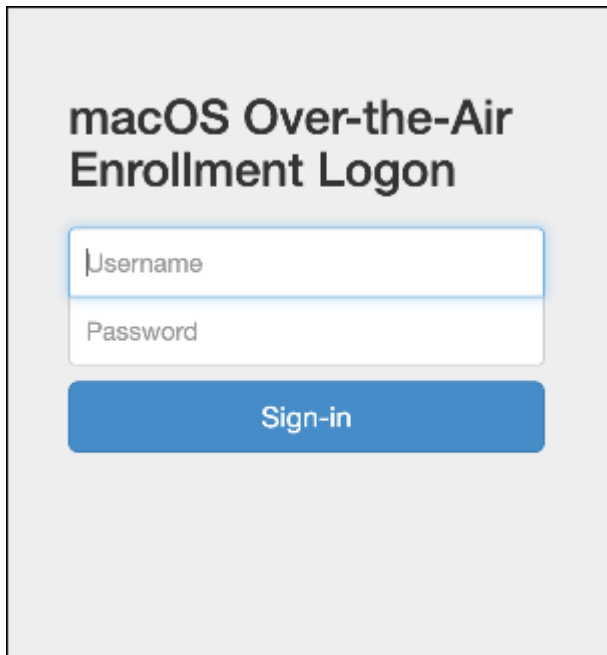 macOS Over-the-Air
Enrollment Logon
Username
Password
Sign-in